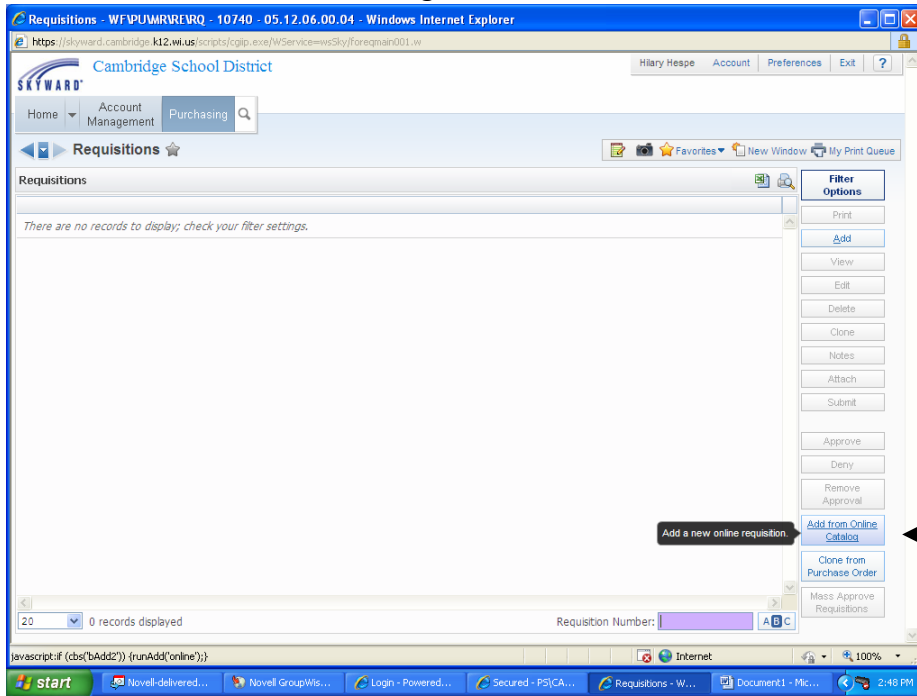 Requisitions - WF\PU\MR\RE\RQ - 10740 - 05.12.06.00.04 - Windows Internet Explorer
https://skyward.cambridge.k12.wi.us/scripts/cgiip.exe/WService=wsSky/foreqmain001.w
SKYWARD® Cambridge School District Hilary Hespe Account Preferences Exit ?
Home Account Management Purchasing
Requisitions Favorites New Window My Print Queue
Requisitions
Filter Options
There are no records to display; check your filter settings.
Print
Add
View
Edit
Delete
Clone
Notes
Attach
Submit
Approve
Deny
Remove
Approval
Add a new online requisition.
Add from Online
Catalog
Clone from
Purchase Order
Mass Approve
Requisitions
20 0 records displayed Requisition Number: A B C
javascript:if (cbs('bAdd2')) {runAdd('online');} Internet 100%
start Novell-delivered... Novell GroupWis... Login - Powered... Secured - PS\CA... Requisitions - W... Document1 - Mic... 2:48 PM